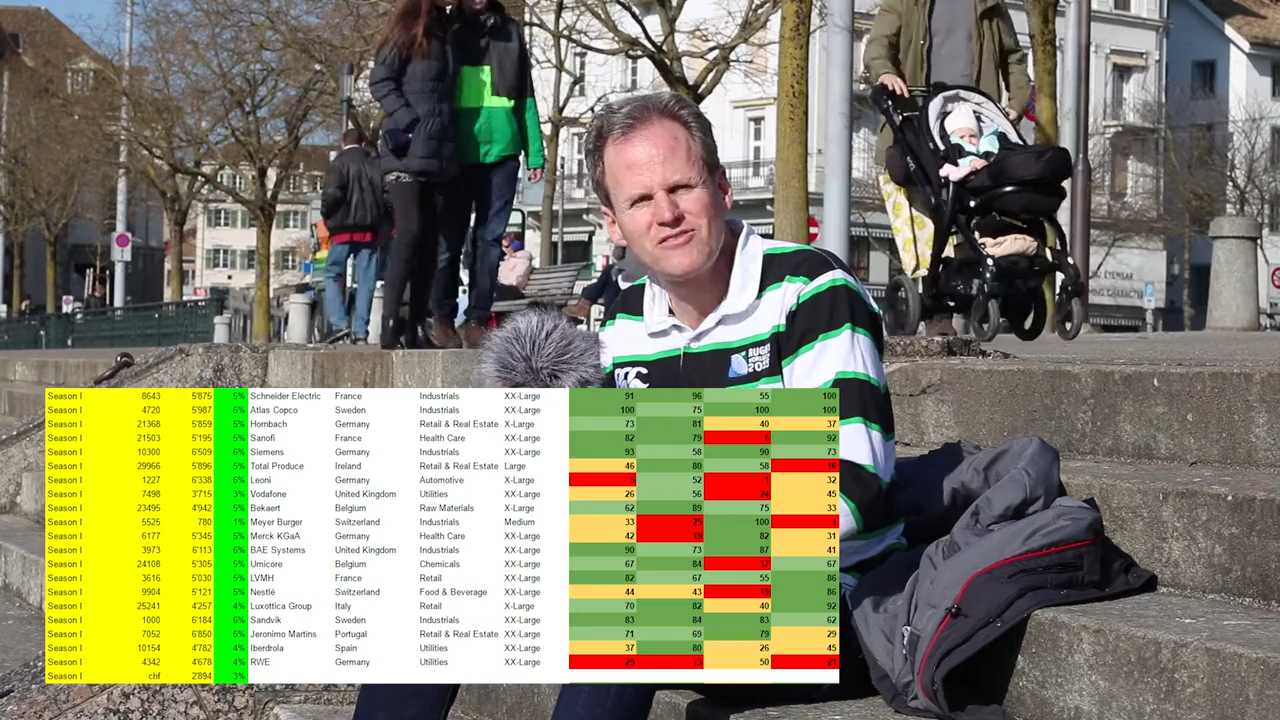 RUGBY
WORLD CUP
2015
CCC
EYEWEAR
Season I 8643 5'875 5% Schneider Electric France Industrials XX-Large 91 96 55 100
Season I 4720 5'987 6% Atlas Copco Sweden Industrials XX-Large 100 75 100 100
Season I 21368 5'859 5% Hornbach Germany Retail & Real Estate X-Large 73 81 40 37
Season I 21503 5'195 5% Sanofi France Health Care XX-Large 82 79 6 92
Season I 10300 6'509 6% Siemens Germany Industrials XX-Large 93 58 90 73
Season I 29966 5'896 5% Total Produce Ireland Retail & Real Estate Large 46 80 58 16
Season I 1227 6'338 6% Leoni Germany Automotive X-Large 5 52 1 32
Season I 7498 3'715 3% Vodafone United Kingdom Utilities XX-Large 26 56 24 45
Season I 23495 4'942 5% Bekaert Belgium Raw Materials X-Large 62 89 75 33
Season I 5525 780 1% Meyer Burger Switzerland Industrials Medium 33 25 100 1
Season I 6177 5'345 5% Merck KGaA Germany Health Care XX-Large 42 19 82 31
Season I 3973 6'113 6% BAE Systems United Kingdom Industrials XX-Large 90 73 87 41
Season I 24108 5'305 5% Umicore Belgium Chemicals XX-Large 67 84 17 67
Season I 3616 5'030 5% LVMH France Retail XX-Large 82 67 55 86
Season I 9904 5'121 5% Nestlé Switzerland Food & Beverage XX-Large 44 43 19 86
Season I 25241 4'257 4% Luxottica Group Italy Retail X-Large 70 82 40 92
Season I 1000 6'184 6% Sandvik Sweden Industrials XX-Large 83 84 83 62
Season I 7052 6'850 6% Jeronimo Martins Portugal Retail & Real Estate XX-Large 71 69 79 29
Season I 10154 4'782 4% Iberdrola Spain Utilities XX-Large 37 80 26 45
Season I 4342 4'678 4% RWE Germany Utilities XX-Large 25 13 50 21
Season I chf 2'894 3%